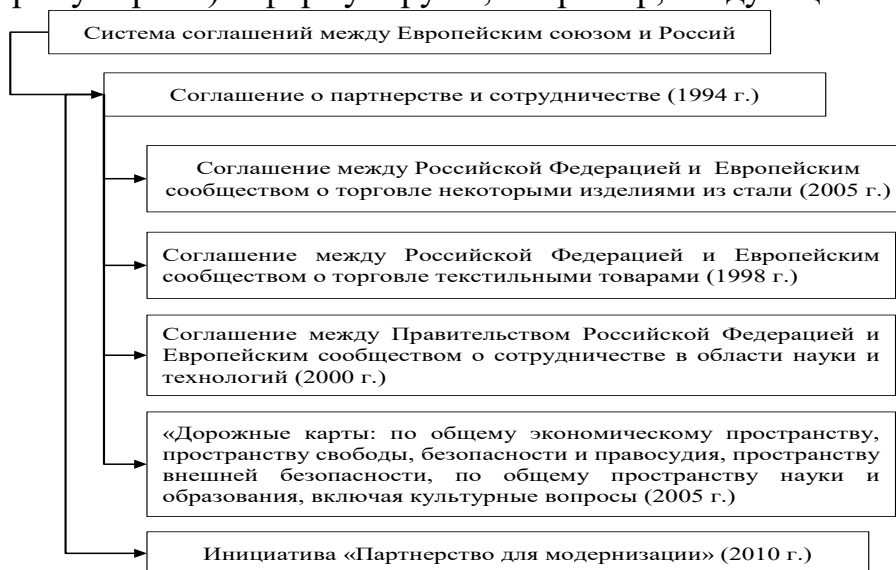 Система соглашений между Европейским союзом и Россий
Соглашение о партнерстве и сотрудничестве (1994 г.)
Соглашение между Российской Федерацией и Европейским
сообществом о торговле некоторыми изделиями из стали (2005 г.)
Соглашение между Российской Федерацией и Европейским
сообществом о торговле текстильными товарами (1998 г.)
Соглашение между Правительством Российской Федерацией и
Европейским сообществом о сотрудничестве в области науки и
технологий (2000 г.)
«Дорожные карты: по общему экономическому пространству,
пространству свободы, безопасности и правосудия, пространству
внешней безопасности, по общему пространству науки и
образования, включая культурные вопросы (2005 г.)
Инициатива «Партнерство для модернизации» (2010 г.)